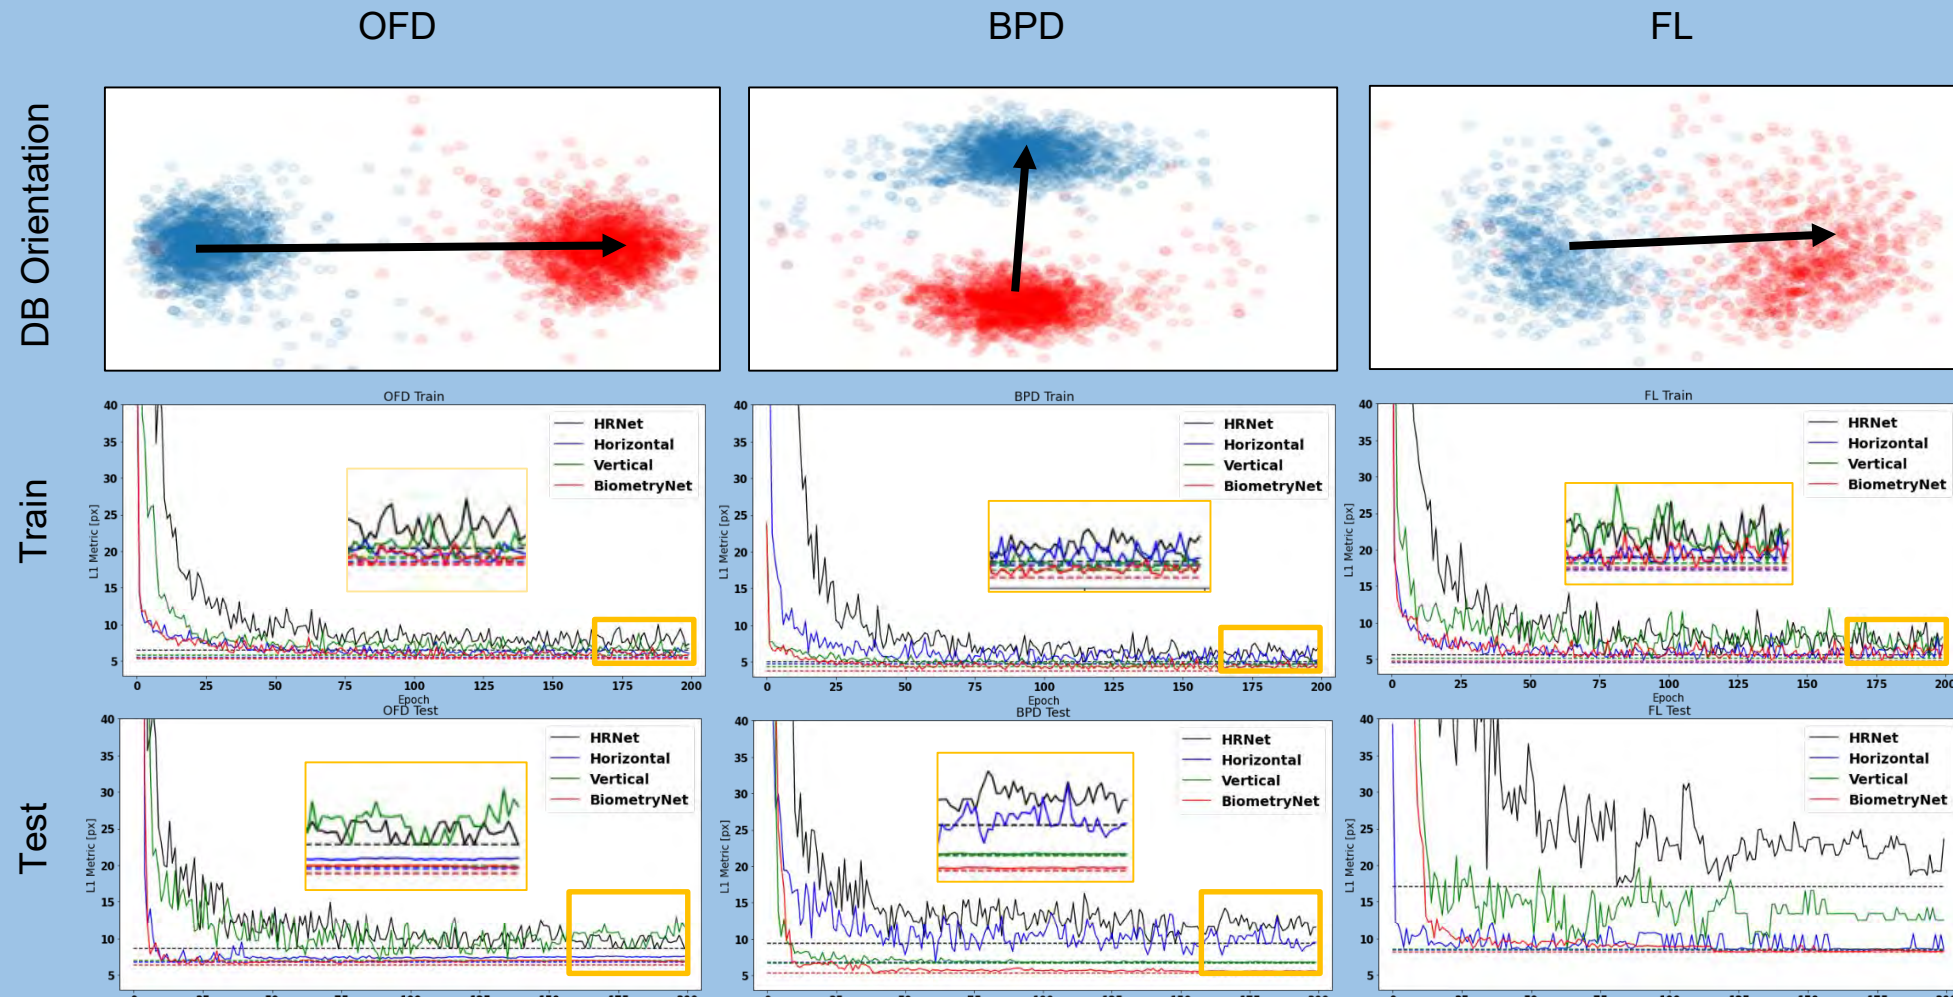 OFD BPD FL
DB Orientation
Train
OFD Train
40
35
30
25
20
15
10
5
L1 Metric [px]
HRNet
Horizontal
Vertical
BiometryNet
0 25 50 75 100 125 150 175 200
Epoch
BPD Train
40
35
30
25
20
15
10
5
L1 Metric [px]
HRNet
Horizontal
Vertical
BiometryNet
0 25 50 75 100 125 150 175 200
Epoch
FL Train
40
35
30
25
20
15
10
5
L1 Metric [px]
HRNet
Horizontal
Vertical
BiometryNet
0 25 50 75 100 125 150 175 200
Epoch
Test
OFD Test
40
35
30
25
20
15
10
5
L1 Metric [px]
HRNet
Horizontal
Vertical
BiometryNet
BPD Test
40
35
30
25
20
15
10
5
L1 Metric [px]
HRNet
Horizontal
Vertical
BiometryNet
FL Test
40
35
30
25
20
15
10
5
L1 Metric [px]
HRNet
Horizontal
Vertical
BiometryNet